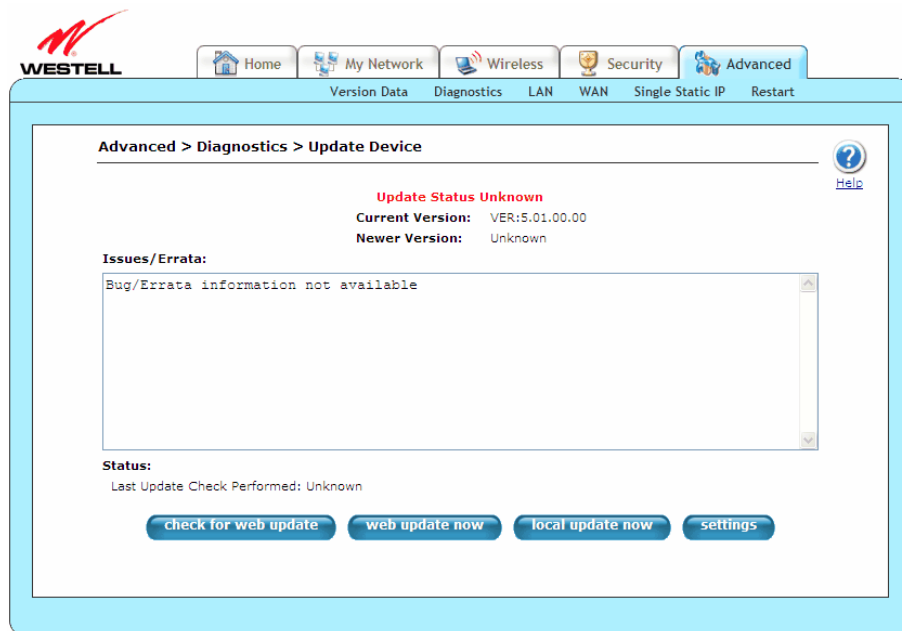 WESTELL
Home My Network Wireless Security Advanced
Version Data Diagnostics LAN WAN Single Static IP Restart
Advanced > Diagnostics > Update Device
Help
Update Status Unknown
Current Version: VER:5.01.00.00
Newer Version: Unknown
Issues/Errata:
Bug/Errata information not available
Status:
Last Update Check Performed: Unknown
check for web update web update now local update now settings